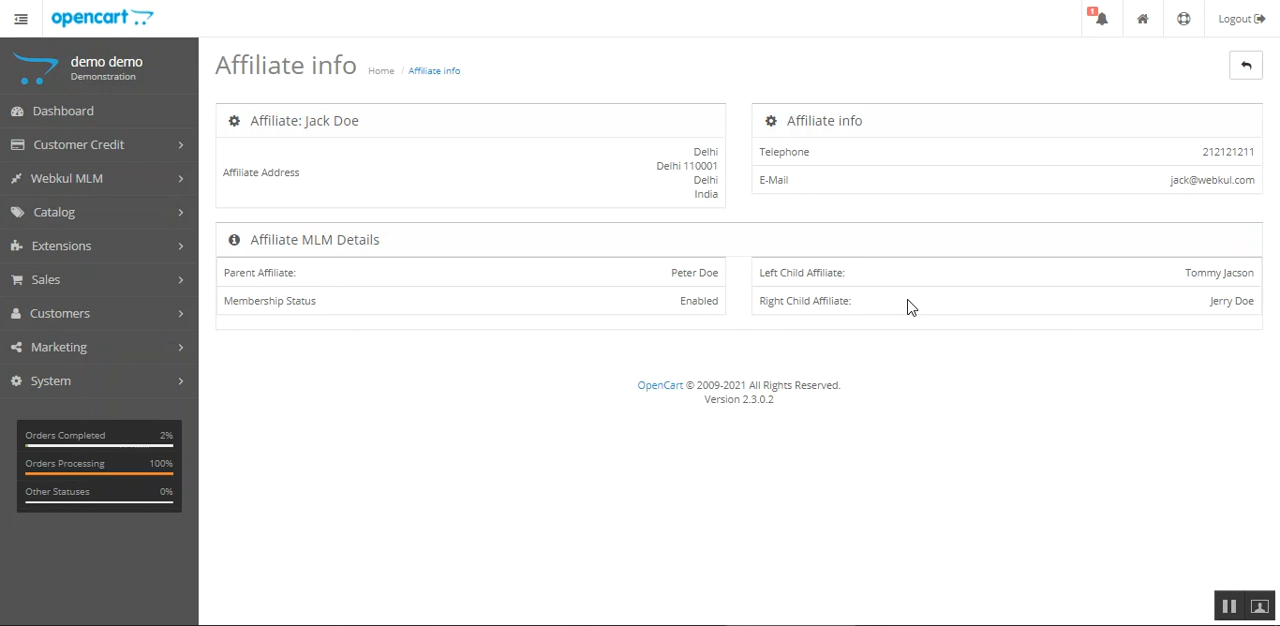 opencart
1
Logout
demo demo
Demonstration
Dashboard
Customer Credit
Webkul MLM
Catalog
Extensions
Sales
Customers
Marketing
System
Orders Completed 2%
Orders Processing 100%
Other Statuses 0%
Affiliate info Home / Affiliate info
Affiliate: Jack Doe
Affiliate Address
Delhi
Delhi 110001
Delhi
India
Affiliate info
Telephone 212121211
E-Mail jack@webkul.com
Affiliate MLM Details
Parent Affiliate: Peter Doe
Membership Status Enabled
Left Child Affiliate: Tommy Jacson
Right Child Affiliate: Jerry Doe
OpenCart © 2009-2021 All Rights Reserved.
Version 2.3.0.2